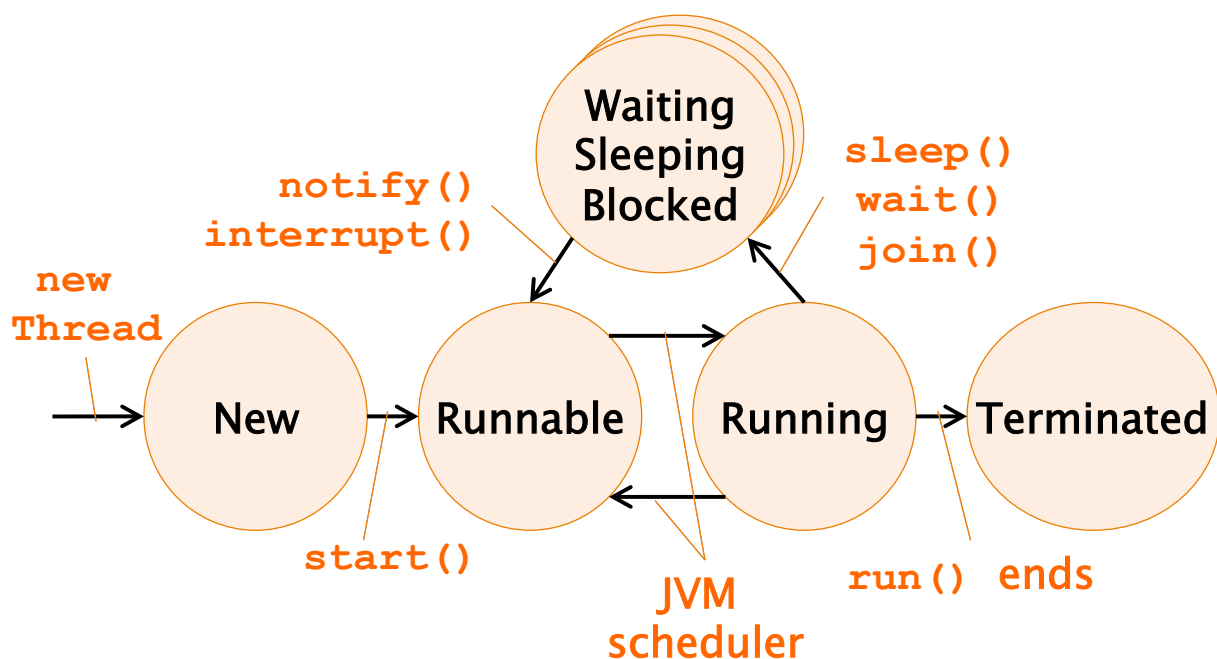 Waiting
Sleeping
Blocked
sleep()
wait()
join()
notify()
interrupt()
new
Thread
New
Runnable
Running
Terminated
start()
JVM
scheduler
run() ends